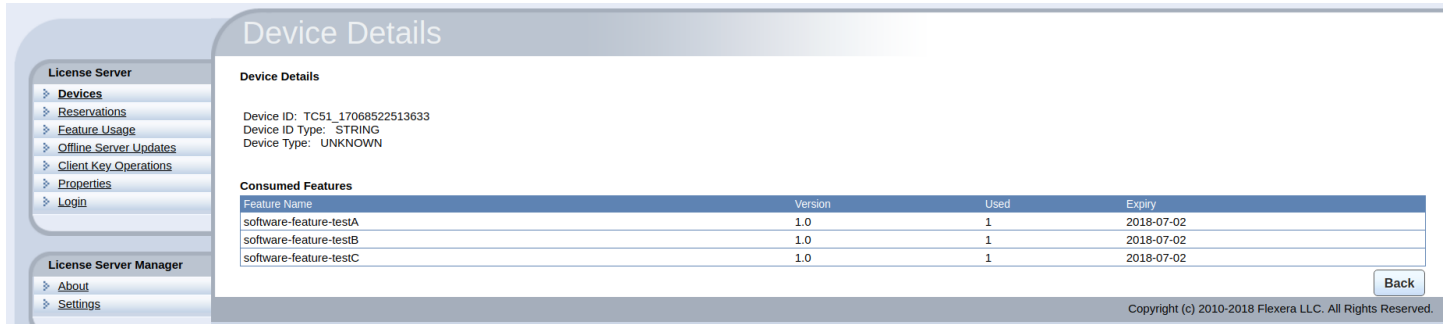 Device Details
License Server
Devices
Reservations
Feature Usage
Offline Server Updates
Client Key Operations
Properties
Login
License Server Manager
About
Settings
Device Details
Device ID: TC51_17068522513633
Device ID Type: STRING
Device Type: UNKNOWN
Consumed Features
Feature Name Version Used Expiry
software-feature-testA 1.0 1 2018-07-02
software-feature-testB 1.0 1 2018-07-02
software-feature-testC 1.0 1 2018-07-02
Back
Copyright (c) 2010-2018 Flexera LLC. All Rights Reserved.